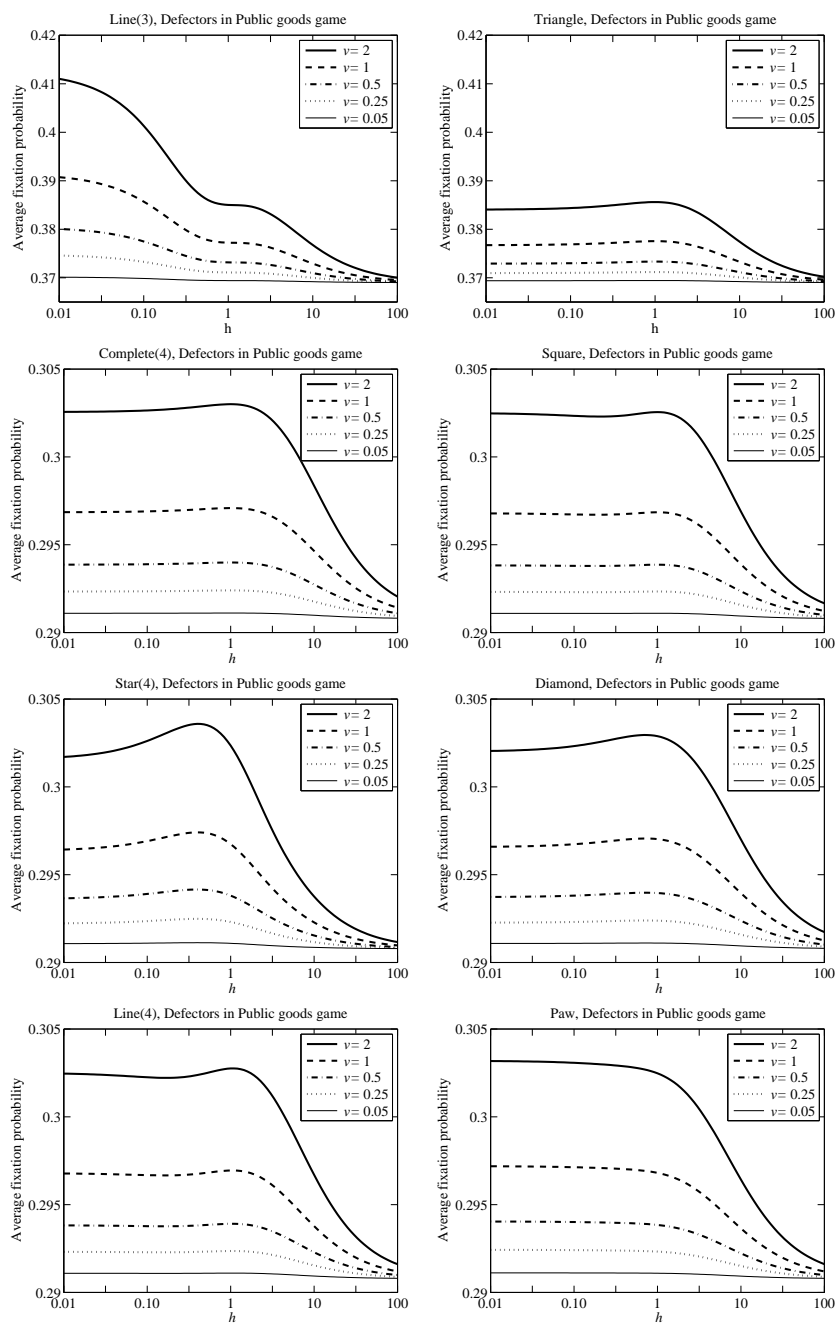 Line(3), Defectors in Public goods game
0.42
0.41
0.4
0.39
0.38
0.37
Average fixation probability
0.01
0.10
1
10
100
h
v= 2
v= 1
v= 0.5
v= 0.25
v= 0.05
Triangle, Defectors in Public goods game
0.42
0.41
0.4
0.39
0.38
0.37
Average fixation probability
0.01
0.10
1
10
100
h
v= 2
v= 1
v= 0.5
v= 0.25
v= 0.05
Complete(4), Defectors in Public goods game
0.305
0.3
0.295
0.29
Average fixation probability
0.01
0.10
1
10
100
h
v= 2
v= 1
v= 0.5
v= 0.25
v= 0.05
Square, Defectors in Public goods game
0.305
0.3
0.295
0.29
Average fixation probability
0.01
0.10
1
10
100
h
v= 2
v= 1
v= 0.5
v= 0.25
v= 0.05
Star(4), Defectors in Public goods game
0.305
0.3
0.295
0.29
Average fixation probability
0.01
0.10
1
10
100
h
v= 2
v= 1
v= 0.5
v= 0.25
v= 0.05
Diamond, Defectors in Public goods game
0.305
0.3
0.295
0.29
Average fixation probability
0.01
0.10
1
10
100
h
v= 2
v= 1
v= 0.5
v= 0.25
v= 0.05
Line(4), Defectors in Public goods game
0.305
0.3
0.295
0.29
Average fixation probability
0.01
0.10
1
10
100
h
v= 2
v= 1
v= 0.5
v= 0.25
v= 0.05
Paw, Defectors in Public goods game
0.305
0.3
0.295
0.29
Average fixation probability
0.01
0.10
1
10
100
h
v= 2
v= 1
v= 0.5
v= 0.25
v= 0.05